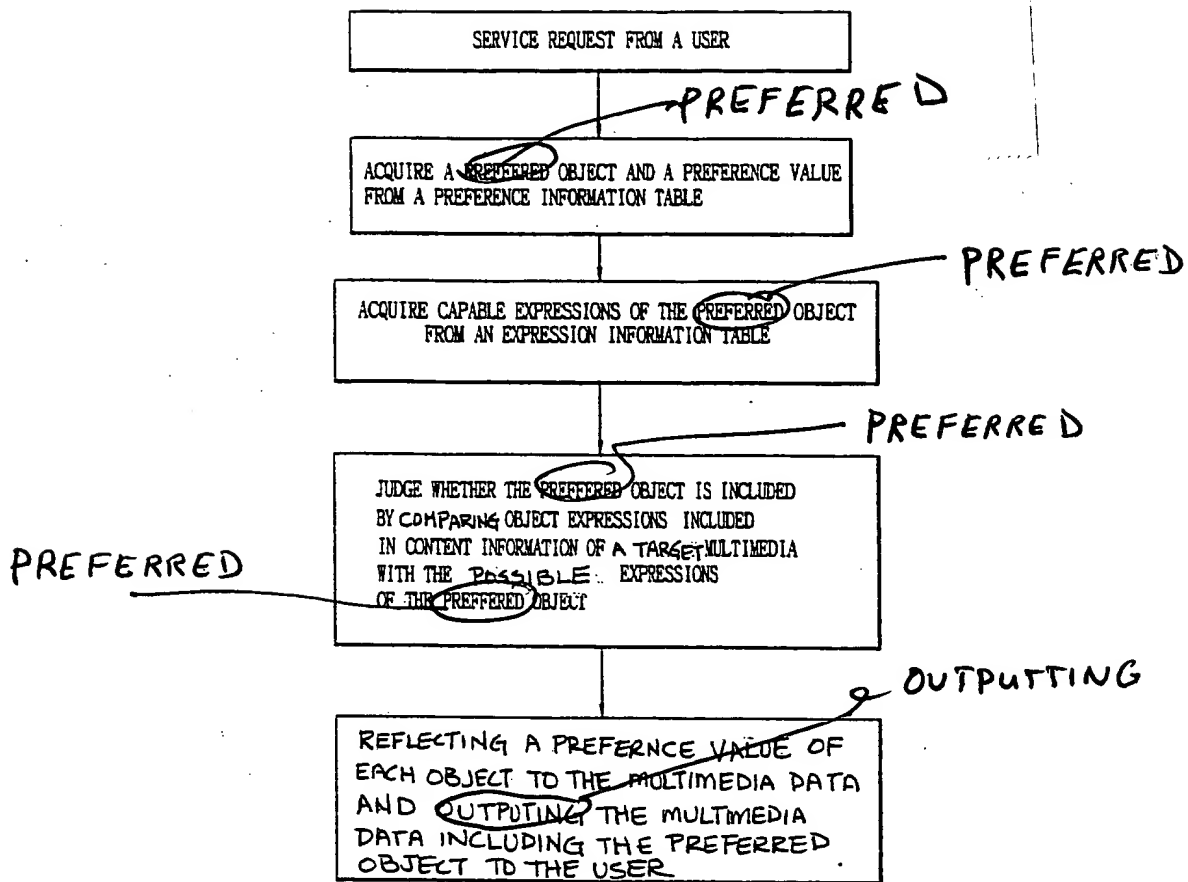 SERVICE REQUEST FROM A USER
PREFERRED
ACQUIRE A PREFFERED OBJECT AND A PREFERENCE VALUE
FROM A PREFERENCE INFORMATION TABLE
PREFERRED
ACQUIRE CAPABLE EXPRESSIONS OF THE PREFERRED OBJECT
FROM AN EXPRESSION INFORMATION TABLE
PREFERRED
JUDGE WHETHER THE PREFFERED OBJECT IS INCLUDED
BY COMPARING OBJECT EXPRESSIONS INCLUDED
IN CONTENT INFORMATION OF A TARGET MULTIMEDIA
WITH THE POSSIBLE EXPRESSIONS
PREFERRED
OF THE PREFFERED OBJECT
OUTPUTTING
REFLECTING A PREFERNCE VALUE OF
EACH OBJECT TO THE MULTIMEDIA DATA
AND OUTPUTING THE MULTIMEDIA
DATA INCLUDING THE PREFERRED
OBJECT TO THE USER